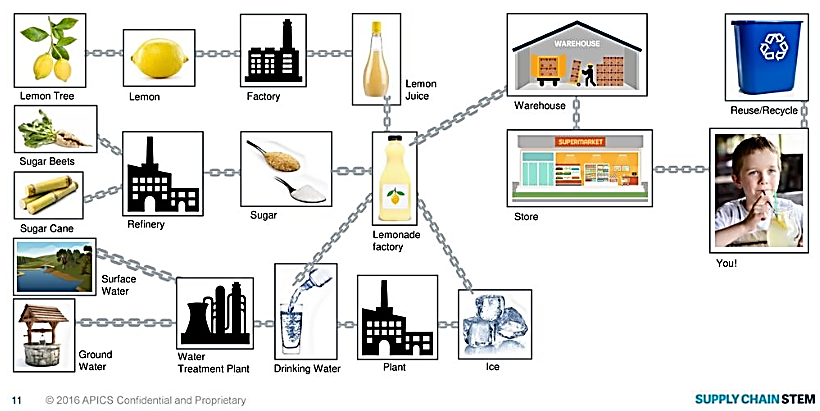 Lemon Tree
Lemon
Factory
Lemon
Juice
WAREHOUSE
Warehouse
Reuse/Recycle
Sugar Beets
Sugar Cane
Refinery
Sugar
Lemonade
factory
SUPERMARKET
Store
You!
Surface
Water
Ground
Water
Water
Treatment Plant
Drinking Water
Plant
Ice
11 © 2016 APICS Confidential and Proprietary
SUPPLY CHAIN STEM